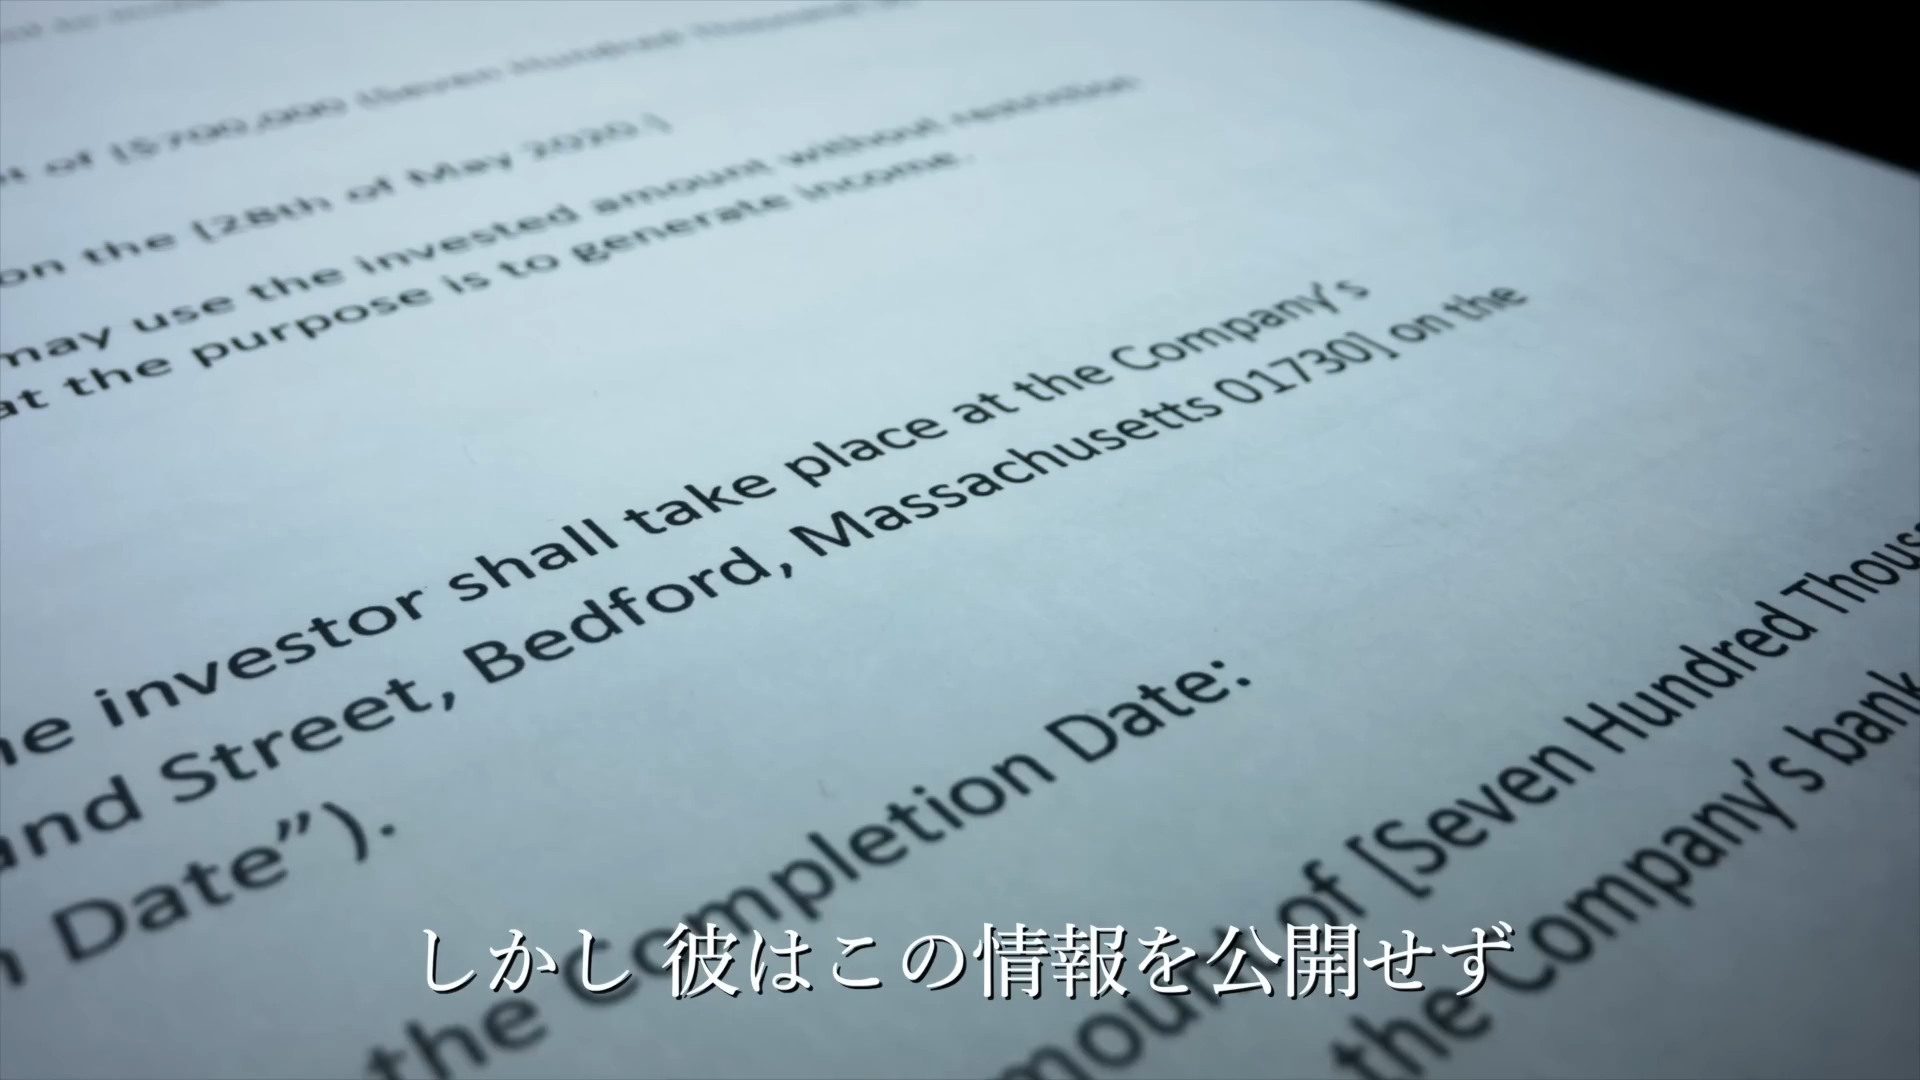 of [$700,000 (Seven Hundred Thousand
on the [28th of May 2020.]
may use the invested amount without restriction
at the purpose is to generate income.
investor shall take place at the Company's
Street, Bedford, Massachusetts 01730] on the
Date").
the Completion Date:
of [Seven Hundred
the Company's bank
しかし 彼はこの情報を公開せず